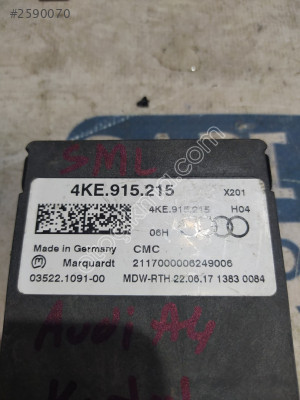 #2590070
SML
4KE.915.215 X201
4KE.915.215 H04
06H
Made in Germany CMC
Marquardt 2117000006249006
03522.1091-00 MDW-RTH 22.06.17 1383 0084
Audi A4